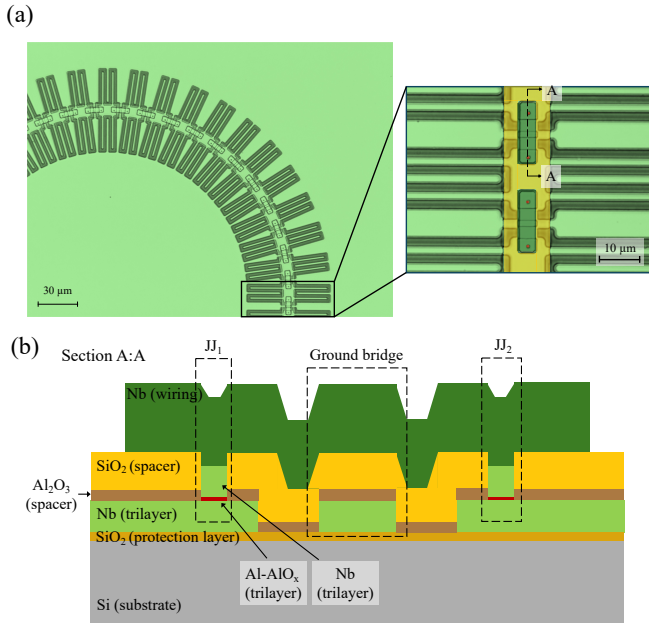 (a)
A
A
30 µm
10 µm
(b)
Section A:A
JJ₁
Ground bridge
JJ₂
Nb (wiring)
SiO₂ (spacer)
Al₂O₃
(spacer)
Nb (trilayer)
SiO₂ (protection layer)
Al-AlOₓ
(trilayer)
Nb
(trilayer)
Si (substrate)